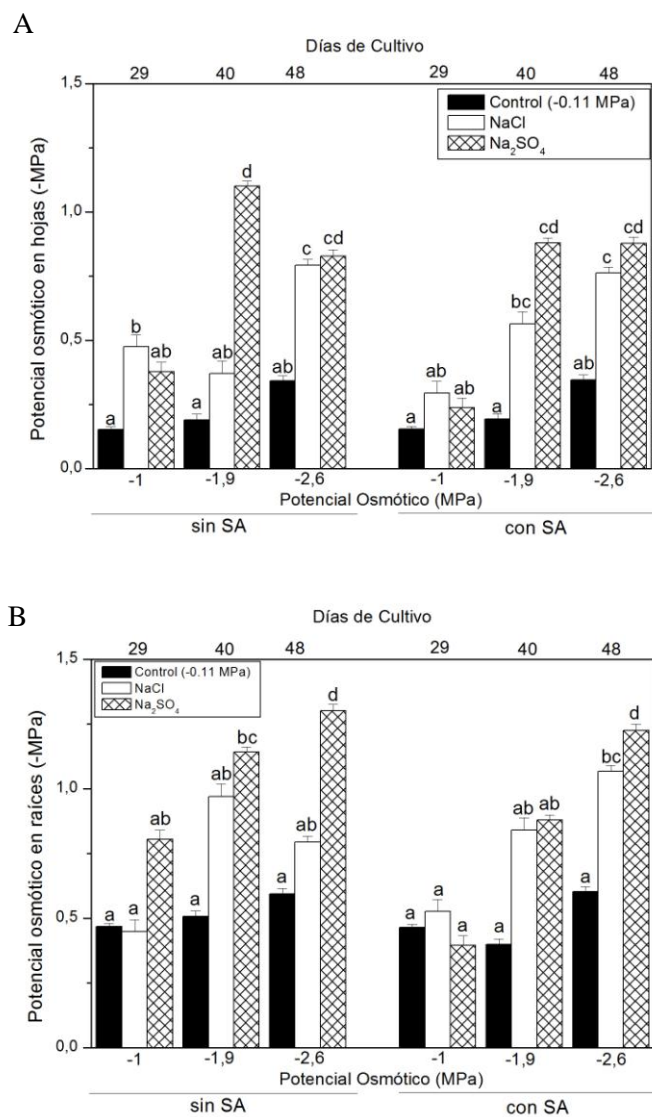 A
Días de Cultivo
29 40 48 29 40 48
1,5
1,0
0,5
0,0
Potencial osmótico en hojas (-MPa)
Control (-0.11 MPa)
NaCl
Na2SO4
a b ab a ab d ab c cd
a ab ab a bc cd ab c cd
-1 -1,9 -2,6 -1 -1,9 -2,6
Potencial Osmótico (MPa)
sin SA con SA
B
Días de Cultivo
29 40 48 29 40 48
1,5
1,0
0,5
0,0
Potencial osmótico en raíces (-MPa)
Control (-0.11 MPa)
NaCl
Na2SO4
a a ab a ab bc a ab d
a a a a ab ab a bc d
-1 -1,9 -2,6 -1 -1,9 -2,6
Potencial Osmótico (MPa)
sin SA con SA